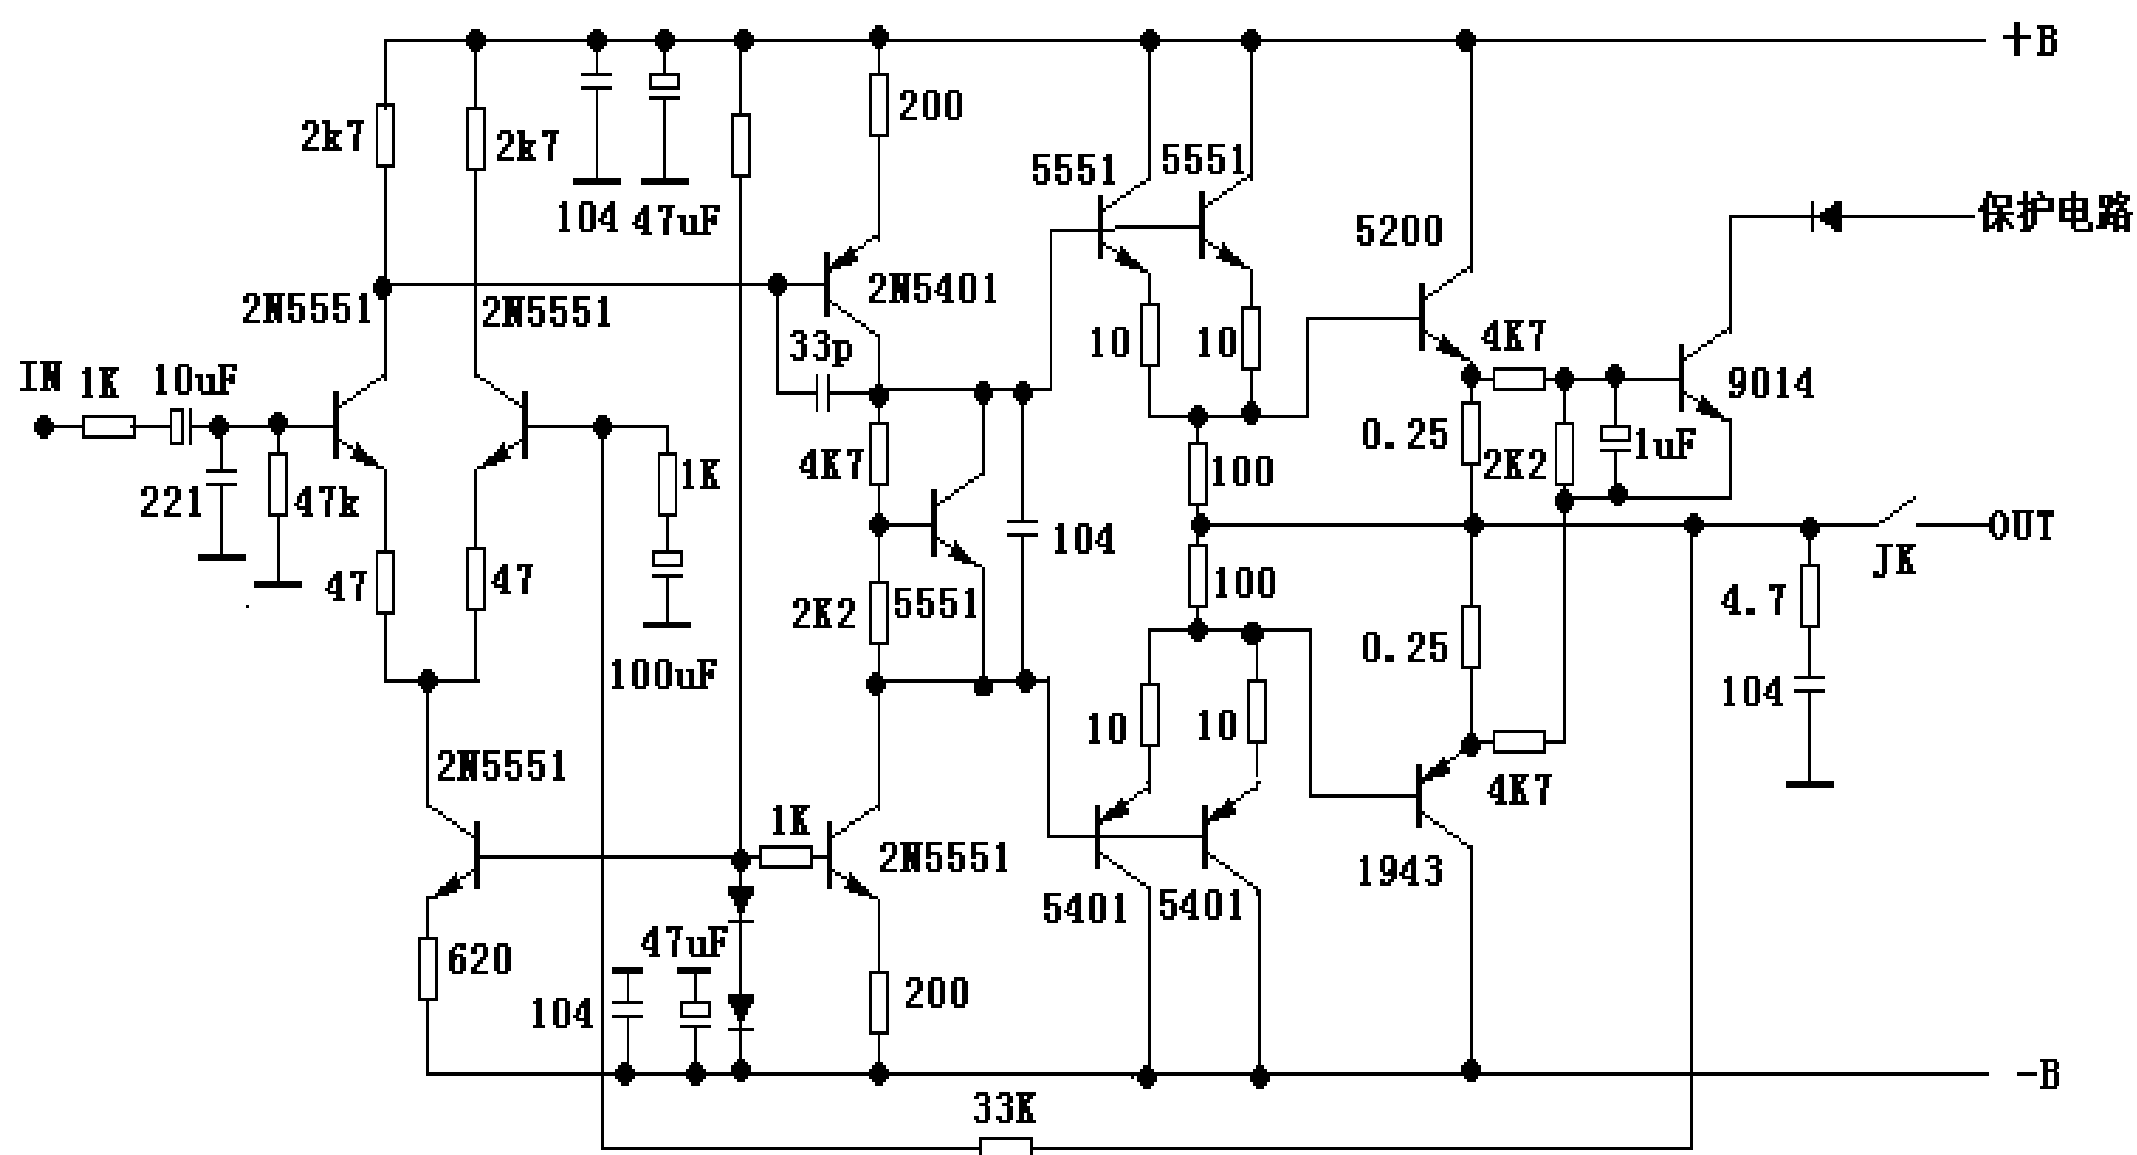 +B
200
2k7
2k7
5551
5551
104
47uF
保护电路
5200
2N5401
2N5551
2N5551
33p
10
10
4K7
9014
IN
1K
10uF
0.25
2K2
1uF
4K7
1K
100
221
47k
104
OUT
JK
47
47
100
2K2
5551
4.7
0.25
100uF
104
10
10
2N5551
4K7
1K
2N5551
1943
5401
5401
47uF
620
200
104
-B
33K